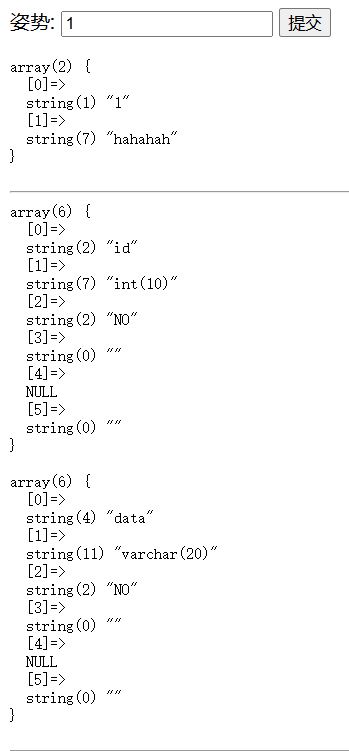 姿势: 1 提交
array(2) {
  [0]=>
  string(1) "1"
  [1]=>
  string(7) "hahahah"
}
array(6) {
  [0]=>
  string(2) "id"
  [1]=>
  string(7) "int(10)"
  [2]=>
  string(2) "NO"
  [3]=>
  string(0) ""
  [4]=>
  NULL
  [5]=>
  string(0) ""
}
array(6) {
  [0]=>
  string(4) "data"
  [1]=>
  string(11) "varchar(20)"
  [2]=>
  string(2) "NO"
  [3]=>
  string(0) ""
  [4]=>
  NULL
  [5]=>
  string(0) ""
}